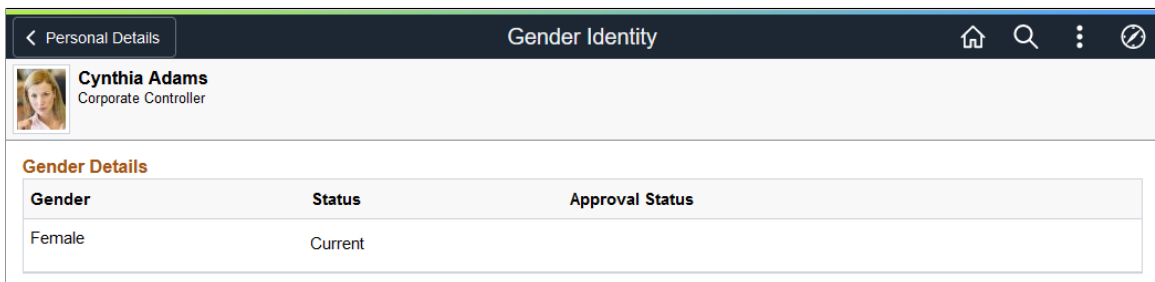 Personal Details Gender Identity
Cynthia Adams
Corporate Controller
Gender Details
Gender Status Approval Status
Female Current